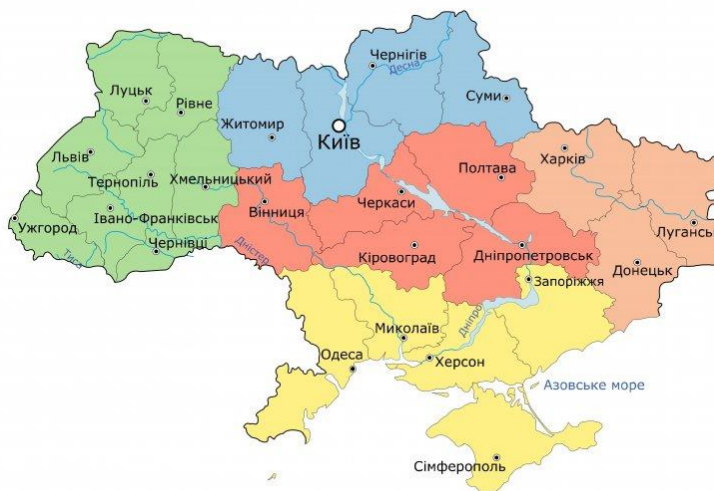 Чернігів
Десна
Луцьк
Рівне
Суми
Житомир
Київ
Харків
Львів
Полтава
Тернопіль
Хмельницький
Черкаси
Ужгород
Івано-Франківськ
Вінниця
Лугансь
Чернівці
Дністер
Тиса
Кіровоград
Дніпропетровськ
Донецьк
Запоріжжя
Миколаїв
Дніпро
Одеса
Херсон
Азовське море
Сімферополь